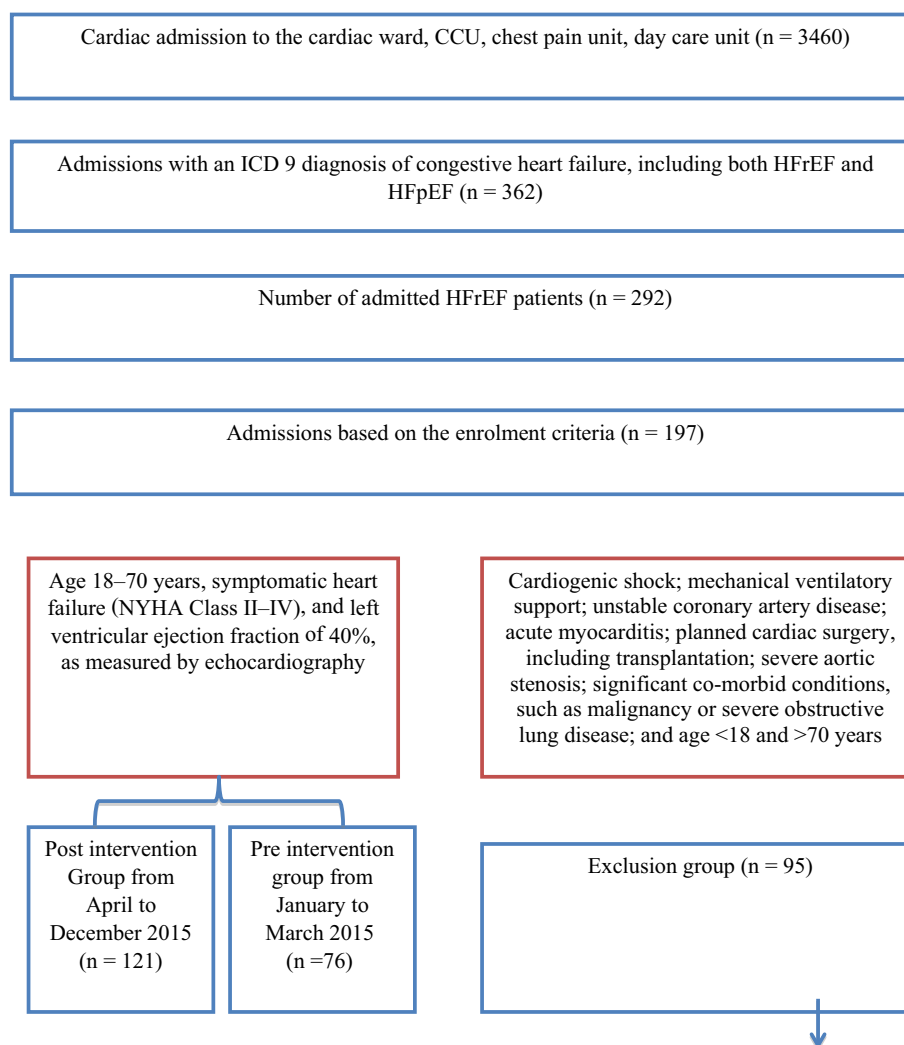 Cardiac admission to the cardiac ward, CCU, chest pain unit, day care unit (n = 3460)
Admissions with an ICD 9 diagnosis of congestive heart failure, including both HFrEF and
HFpEF (n = 362)
Number of admitted HFrEF patients (n = 292)
Admissions based on the enrolment criteria (n = 197)
Age 18–70 years, symptomatic heart
failure (NYHA Class II–IV), and left
ventricular ejection fraction of 40%,
as measured by echocardiography
Cardiogenic shock; mechanical ventilatory
support; unstable coronary artery disease;
acute myocarditis; planned cardiac surgery,
including transplantation; severe aortic
stenosis; significant co-morbid conditions,
such as malignancy or severe obstructive
lung disease; and age <18 and >70 years
Post intervention
Group from
April to
December 2015
(n = 121)
Pre intervention
group from
January to
March 2015
(n =76)
Exclusion group (n = 95)